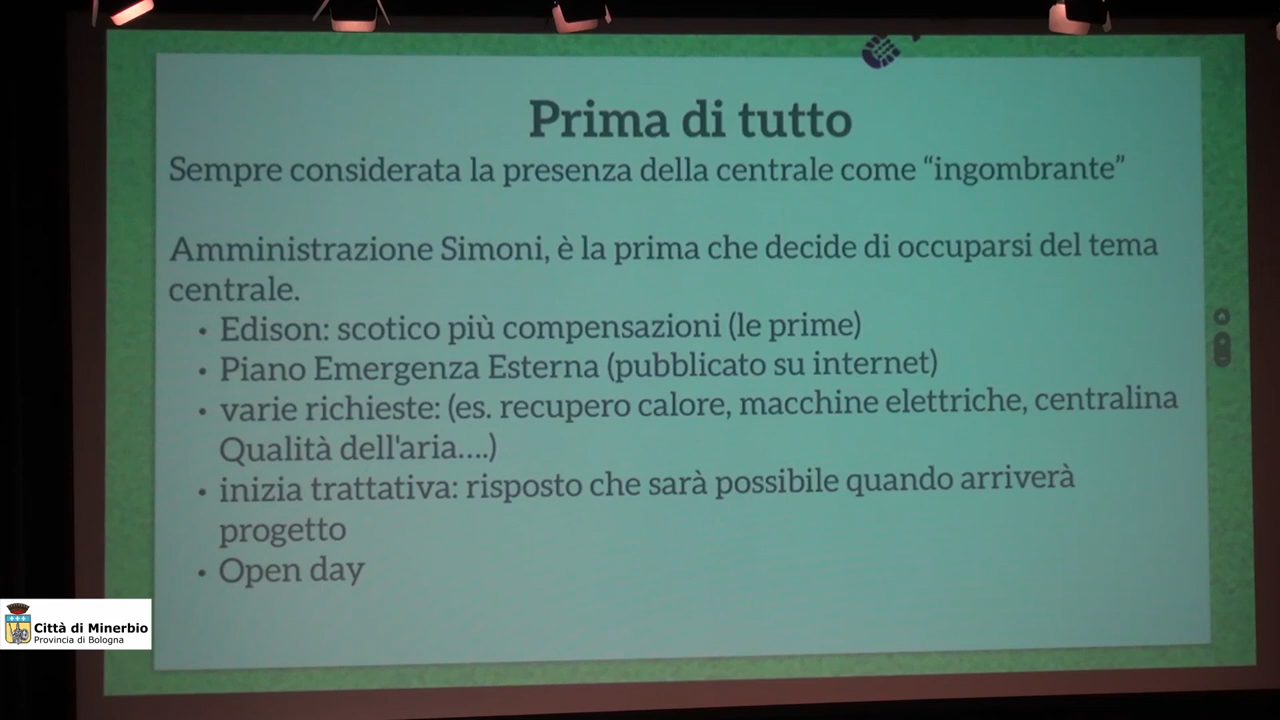 Prima di tutto
Sempre considerata la presenza della centrale come “ingombrante”
Amministrazione Simoni, è la prima che decide di occuparsi del tema
centrale.
• Edison: scotico più compensazioni (le prime)
• Piano Emergenza Esterna (pubblicato su internet)
• varie richieste: (es. recupero calore, macchine elettriche, centralina
Qualità dell'aria....)
• inizia trattativa: risposto che sarà possibile quando arriverà
progetto
• Open day
Città di Minerbio
Provincia di Bologna